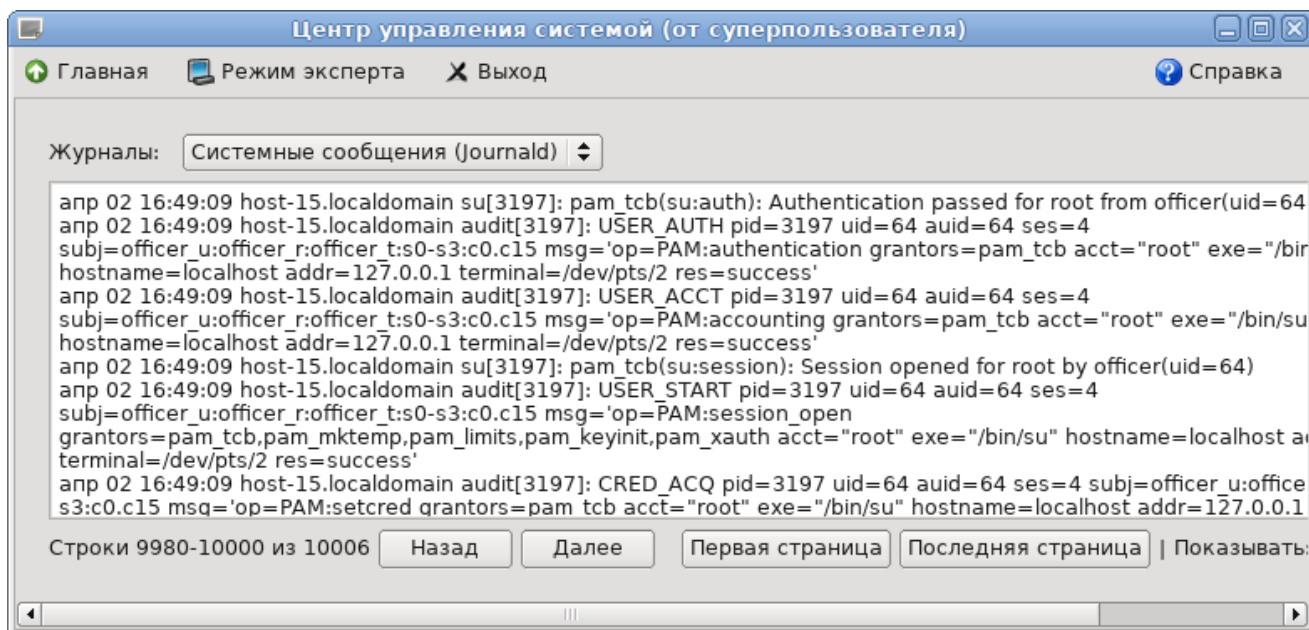 Центр управления системой (от суперпользователя)
Главная Режим эксперта Выход Справка
Журналы: Системные сообщения (Journald)
апр 02 16:49:09 host-15.localdomain su[3197]: pam_tcb(su:auth): Authentication passed for root from officer(uid=64
апр 02 16:49:09 host-15.localdomain audit[3197]: USER_AUTH pid=3197 uid=64 auid=64 ses=4
subj=officer_u:officer_r:officer_t:s0-s3:c0.c15 msg='op=PAM:authentication grantors=pam_tcb acct="root" exe="/bin
hostname=localhost addr=127.0.0.1 terminal=/dev/pts/2 res=success'
апр 02 16:49:09 host-15.localdomain audit[3197]: USER_ACCT pid=3197 uid=64 auid=64 ses=4
subj=officer_u:officer_r:officer_t:s0-s3:c0.c15 msg='op=PAM:accounting grantors=pam_tcb acct="root" exe="/bin/su
hostname=localhost addr=127.0.0.1 terminal=/dev/pts/2 res=success'
апр 02 16:49:09 host-15.localdomain su[3197]: pam_tcb(su:session): Session opened for root by officer(uid=64)
апр 02 16:49:09 host-15.localdomain audit[3197]: USER_START pid=3197 uid=64 auid=64 ses=4
subj=officer_u:officer_r:officer_t:s0-s3:c0.c15 msg='op=PAM:session_open
grantors=pam_tcb,pam_mktemp,pam_limits,pam_keyinit,pam_xauth acct="root" exe="/bin/su" hostname=localhost a
terminal=/dev/pts/2 res=success'
апр 02 16:49:09 host-15.localdomain audit[3197]: CRED_ACQ pid=3197 uid=64 auid=64 ses=4 subj=officer_u:office
s3:c0.c15 msg='op=PAM:setcred grantors=pam_tcb acct="root" exe="/bin/su" hostname=localhost addr=127.0.0.1
Строки 9980-10000 из 10006 Назад Далее Первая страница Последняя страница | Показывать: